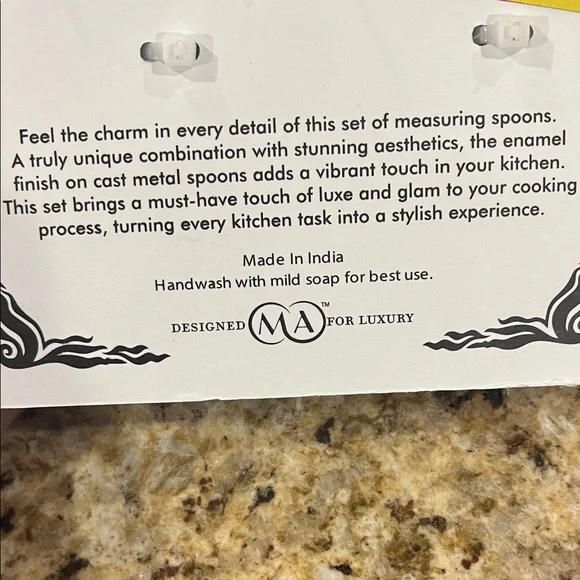 Feel the charm in every detail of this set of measuring spoons.
A truly unique combination with stunning aesthetics, the enamel
finish on cast metal spoons adds a vibrant touch in your kitchen.
This set brings a must-have touch of luxe and glam to your cooking
process, turning every kitchen task into a stylish experience.
Made In India
Handwash with mild soap for best use.
DESIGNED MA™ FOR LUXURY